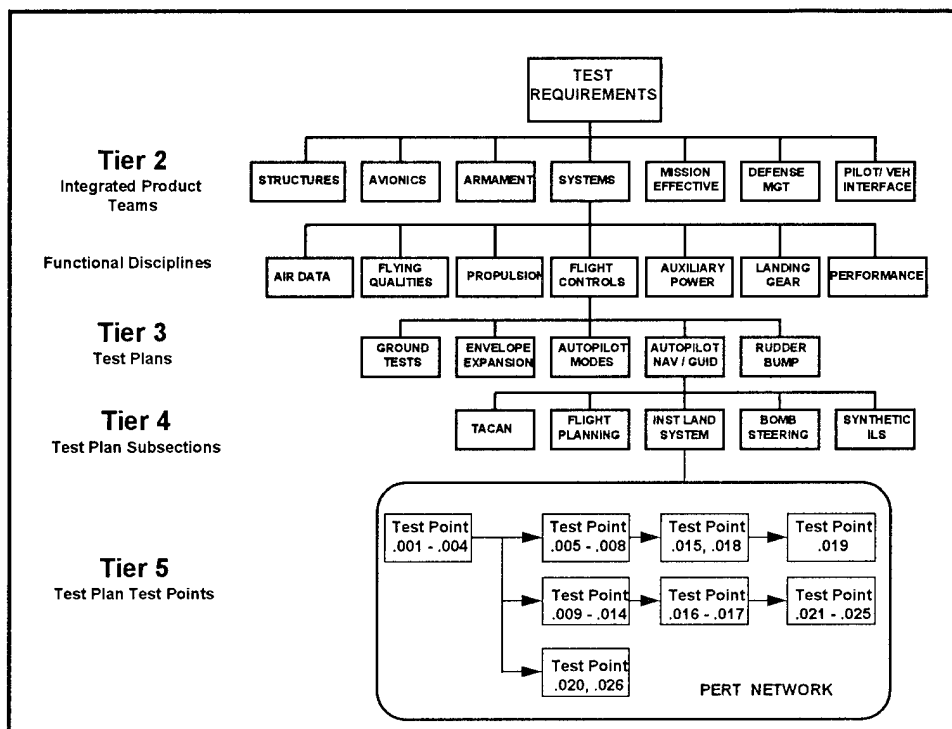 TEST
REQUIREMENTS
Tier 2
Integrated Product
Teams
STRUCTURES
AVIONICS
ARMAMENT
SYSTEMS
MISSION
EFFECTIVE
DEFENSE
MGT
PILOT/ VEH
INTERFACE
Functional Disciplines
AIR DATA
FLYING
QUALITIES
PROPULSION
FLIGHT
CONTROLS
AUXILIARY
POWER
LANDING
GEAR
PERFORMANCE
Tier 3
Test Plans
GROUND
TESTS
ENVELOPE
EXPANSION
AUTOPILOT
MODES
AUTOPILOT
NAV / GUID
RUDDER
BUMP
Tier 4
Test Plan Subsections
TACAN
FLIGHT
PLANNING
INST LAND
SYSTEM
BOMB
STEERING
SYNTHETIC
ILS
Tier 5
Test Plan Test Points
Test Point
.001 - .004
Test Point
.005 - .008
Test Point
.015, .018
Test Point
.019
Test Point
.009 - .014
Test Point
.016 - .017
Test Point
.021 - .025
Test Point
.020, .026
PERT NETWORK